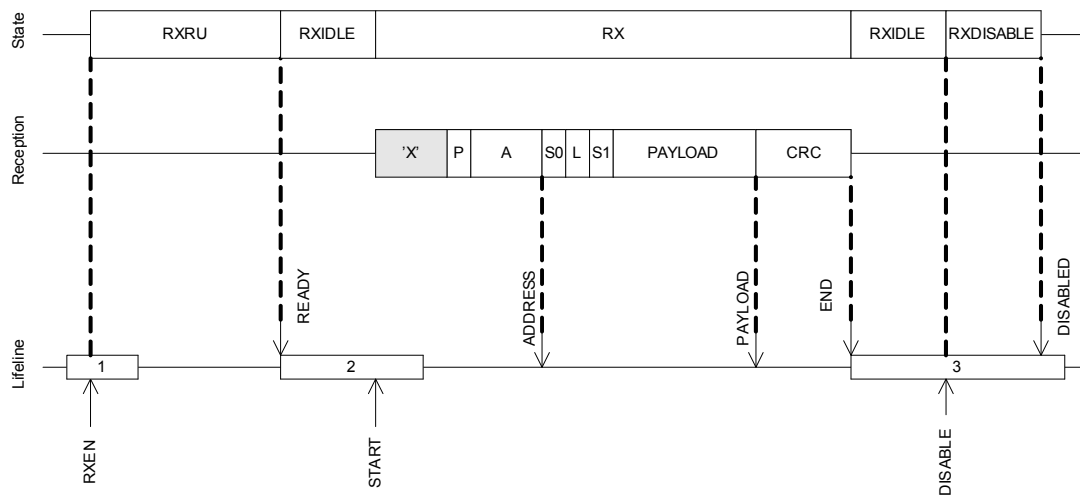 State
RXRU RXIDLE RX RXIDLE RXDISABLE
Reception
'X' P A S0 L S1 PAYLOAD CRC
READY
ADDRESS
PAYLOAD
END
DISABLED
Lifeline
1 2 3
RXEN
START
DISABLE